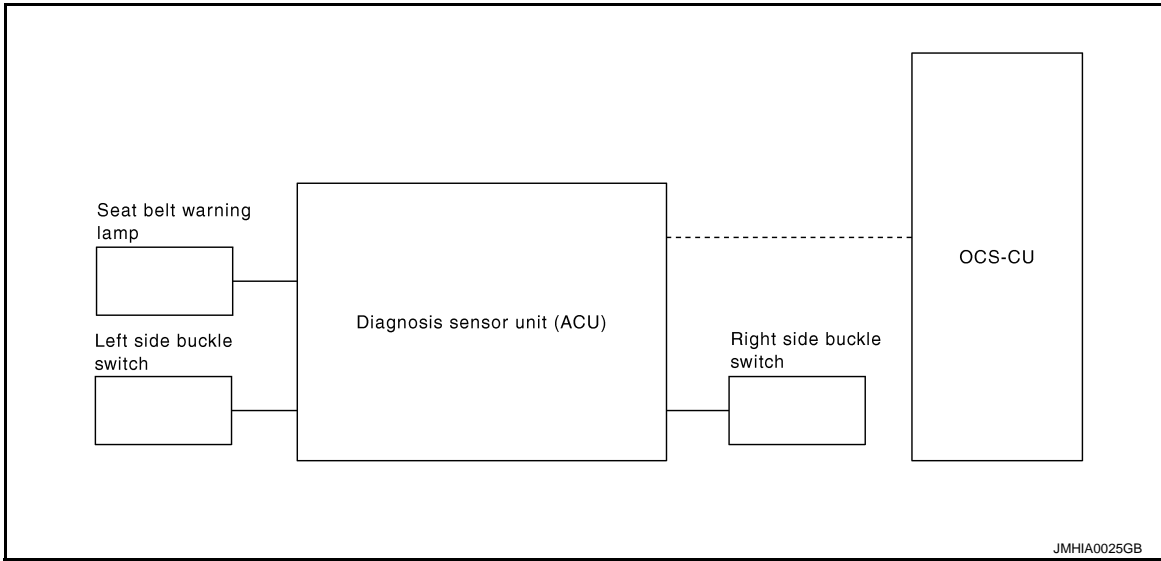 Seat belt warning
lamp
Left side buckle
switch
Diagnosis sensor unit (ACU)
Right side buckle
switch
OCS-CU
JMHIA0025GB